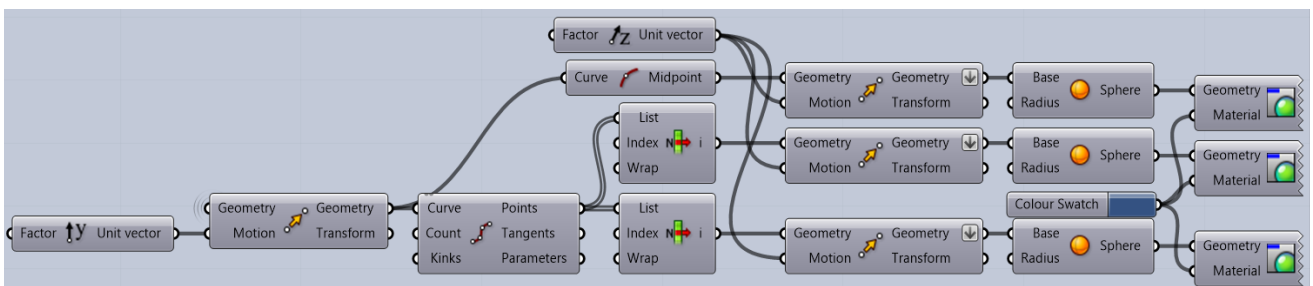 Factor Z Unit vector
Curve Midpoint
Geometry Geometry
Motion Transform
Base Sphere
Radius
Geometry
Material
List
Index N i
Wrap
Geometry Geometry
Motion Transform
Base Sphere
Radius
Geometry
Material
Colour Swatch
Factor y Unit vector
Geometry Geometry
Motion Transform
Curve Points
Count Tangents
Kinks Parameters
List
Index N i
Wrap
Geometry Geometry
Motion Transform
Base Sphere
Radius
Geometry
Material